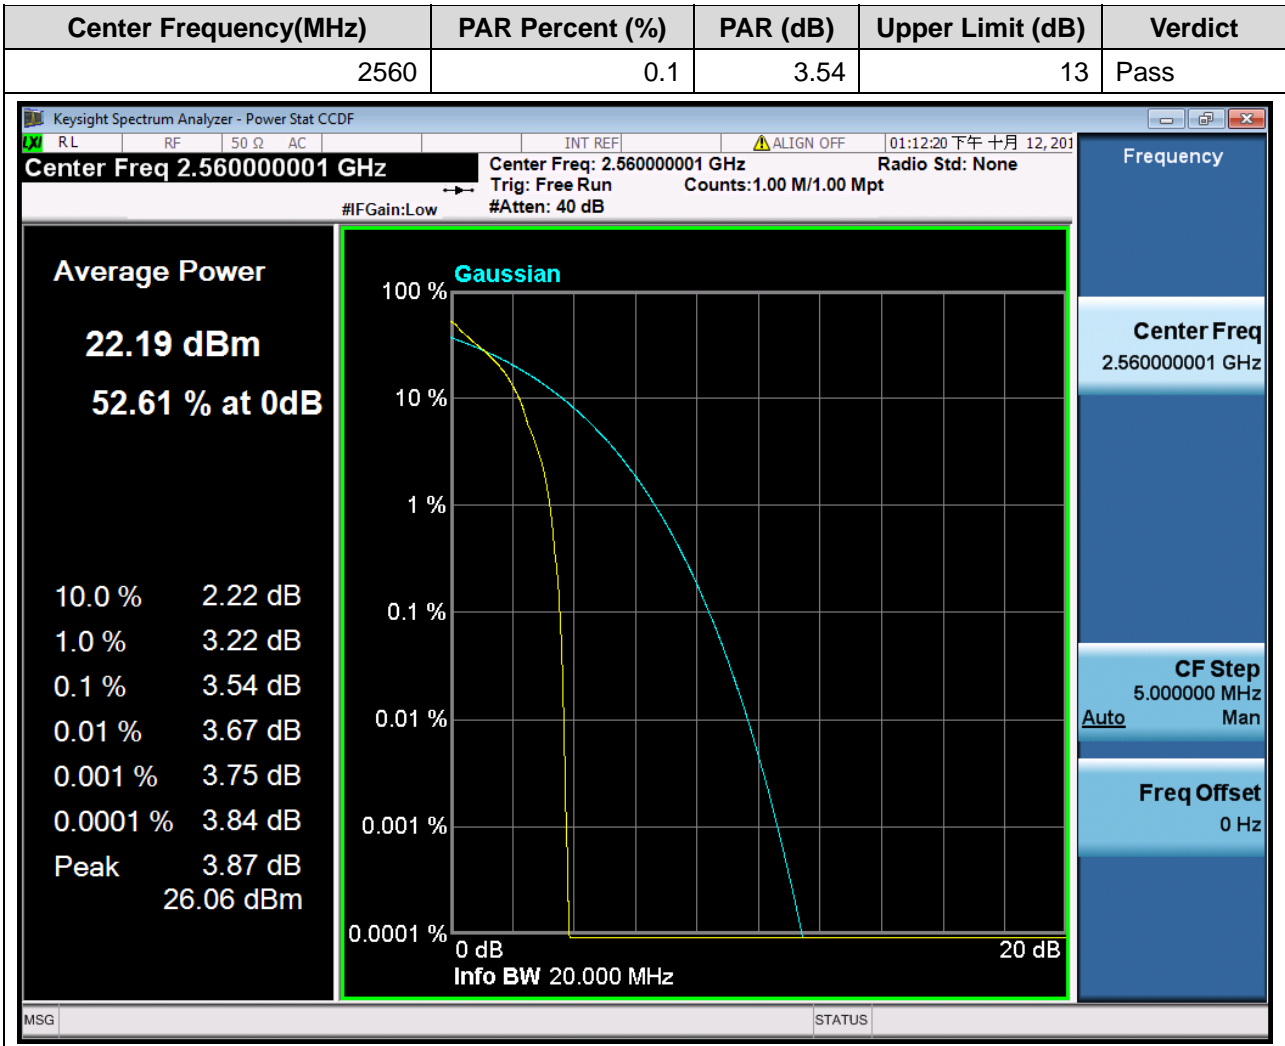 Center Frequency(MHz) PAR Percent (%) PAR (dB) Upper Limit (dB) Verdict
2560 0.1 3.54 13 Pass
Keysight Spectrum Analyzer - Power Stat CCDF
LXI RL RF 50 Ω AC INT REF ALIGN OFF 01:12:20 下午 十月 12, 201
Center Freq 2.560000001 GHz
Center Freq: 2.560000001 GHz Radio Std: None
Trig: Free Run Counts:1.00 M/1.00 Mpt
#IFGain:Low #Atten: 40 dB
Average Power
22.19 dBm
52.61 % at 0dB
10.0 % 2.22 dB
1.0 % 3.22 dB
0.1 % 3.54 dB
0.01 % 3.67 dB
0.001 % 3.75 dB
0.0001 % 3.84 dB
Peak 3.87 dB
26.06 dBm
Gaussian
100 %
10 %
1 %
0.1 %
0.01 %
0.001 %
0.0001 %
0 dB 20 dB
Info BW 20.000 MHz
Frequency
Center Freq
2.560000001 GHz
CF Step
5.000000 MHz
Auto Man
Freq Offset
0 Hz
MSG STATUS